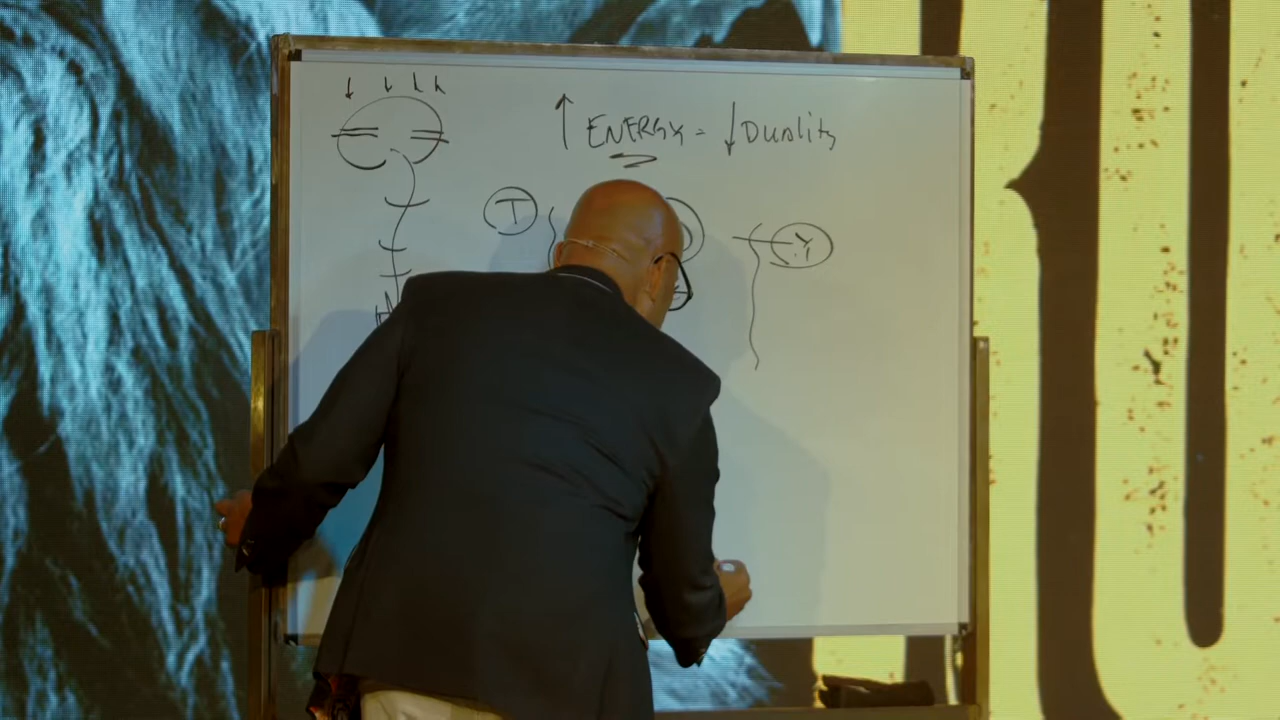 ↑ ENERGY = ↓ Duality
T
Y